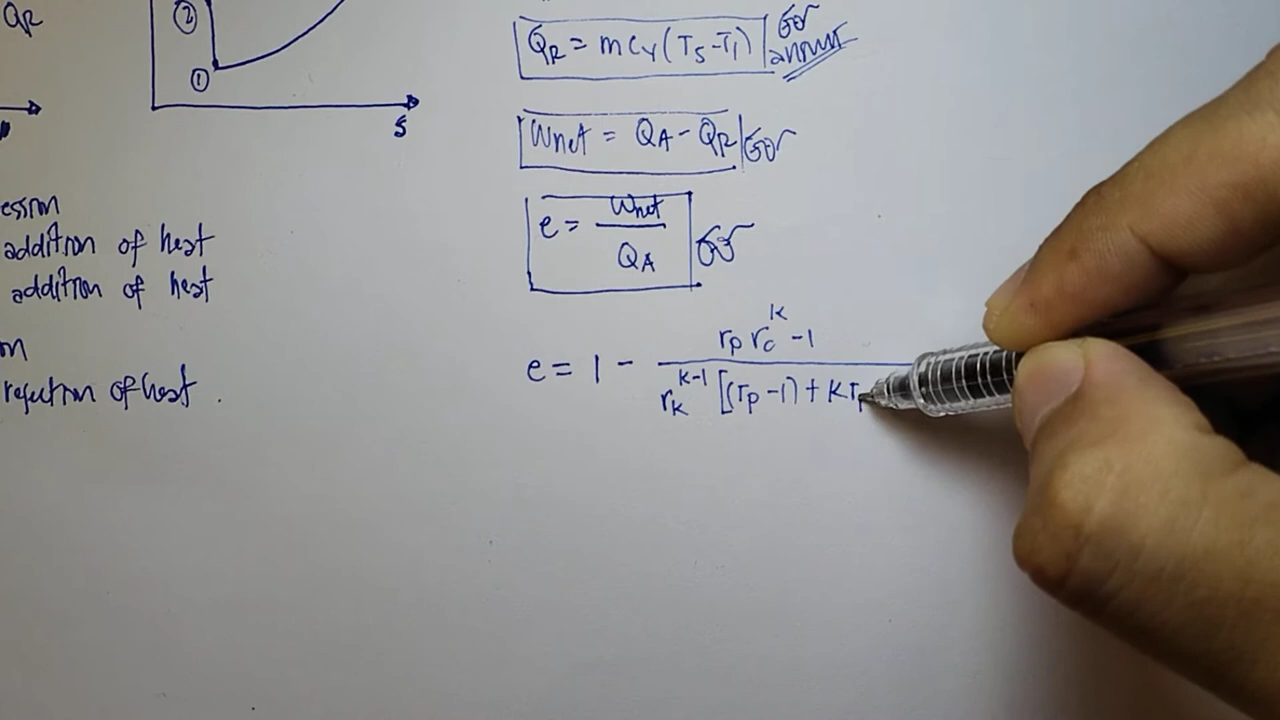 QR
②
①
S
ession
addition of heat
addition of heat
on
rejection of heat.
QR = mcv(T5-T1)
Wnet = QA - QR
e = Wnet / QA
e = 1 - (rp rc^k - 1) / (rk^(k-1) [(rp-1) + k rp